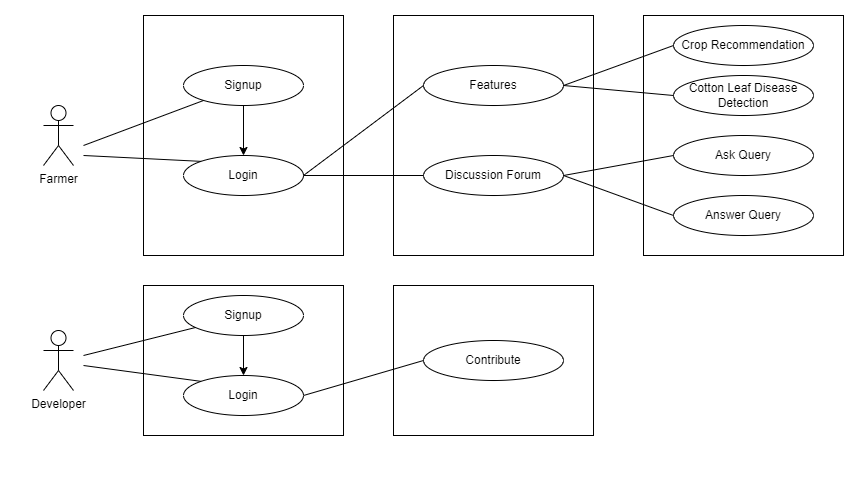 Signup
Login
Farmer
Features
Discussion Forum
Crop Recommendation
Cotton Leaf Disease
Detection
Ask Query
Answer Query
Signup
Login
Developer
Contribute